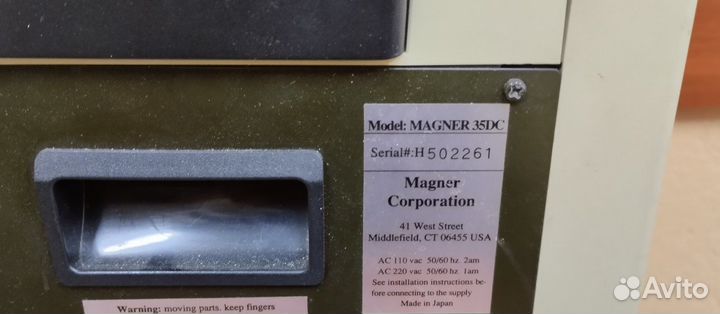 Model: MAGNER 35DC
Serial#:H502261
Magner
Corporation
41 West Street
Middlefield, CT 06455 USA
AC 110 vac 50/60 hz 2am
AC 220 vac 50/60 hz 1am
See installation instructions be-
fore connecting to the supply
Made in Japan
Warning: moving parts, keep fingers
Avito